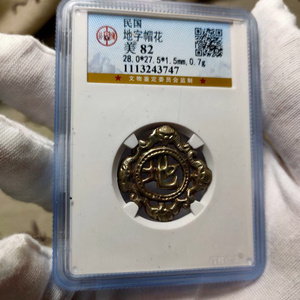 民国
地字帽花
美 82
28.0*27.5*1.5mm,0.7g
1113243747
文物鉴定委员会监制
地